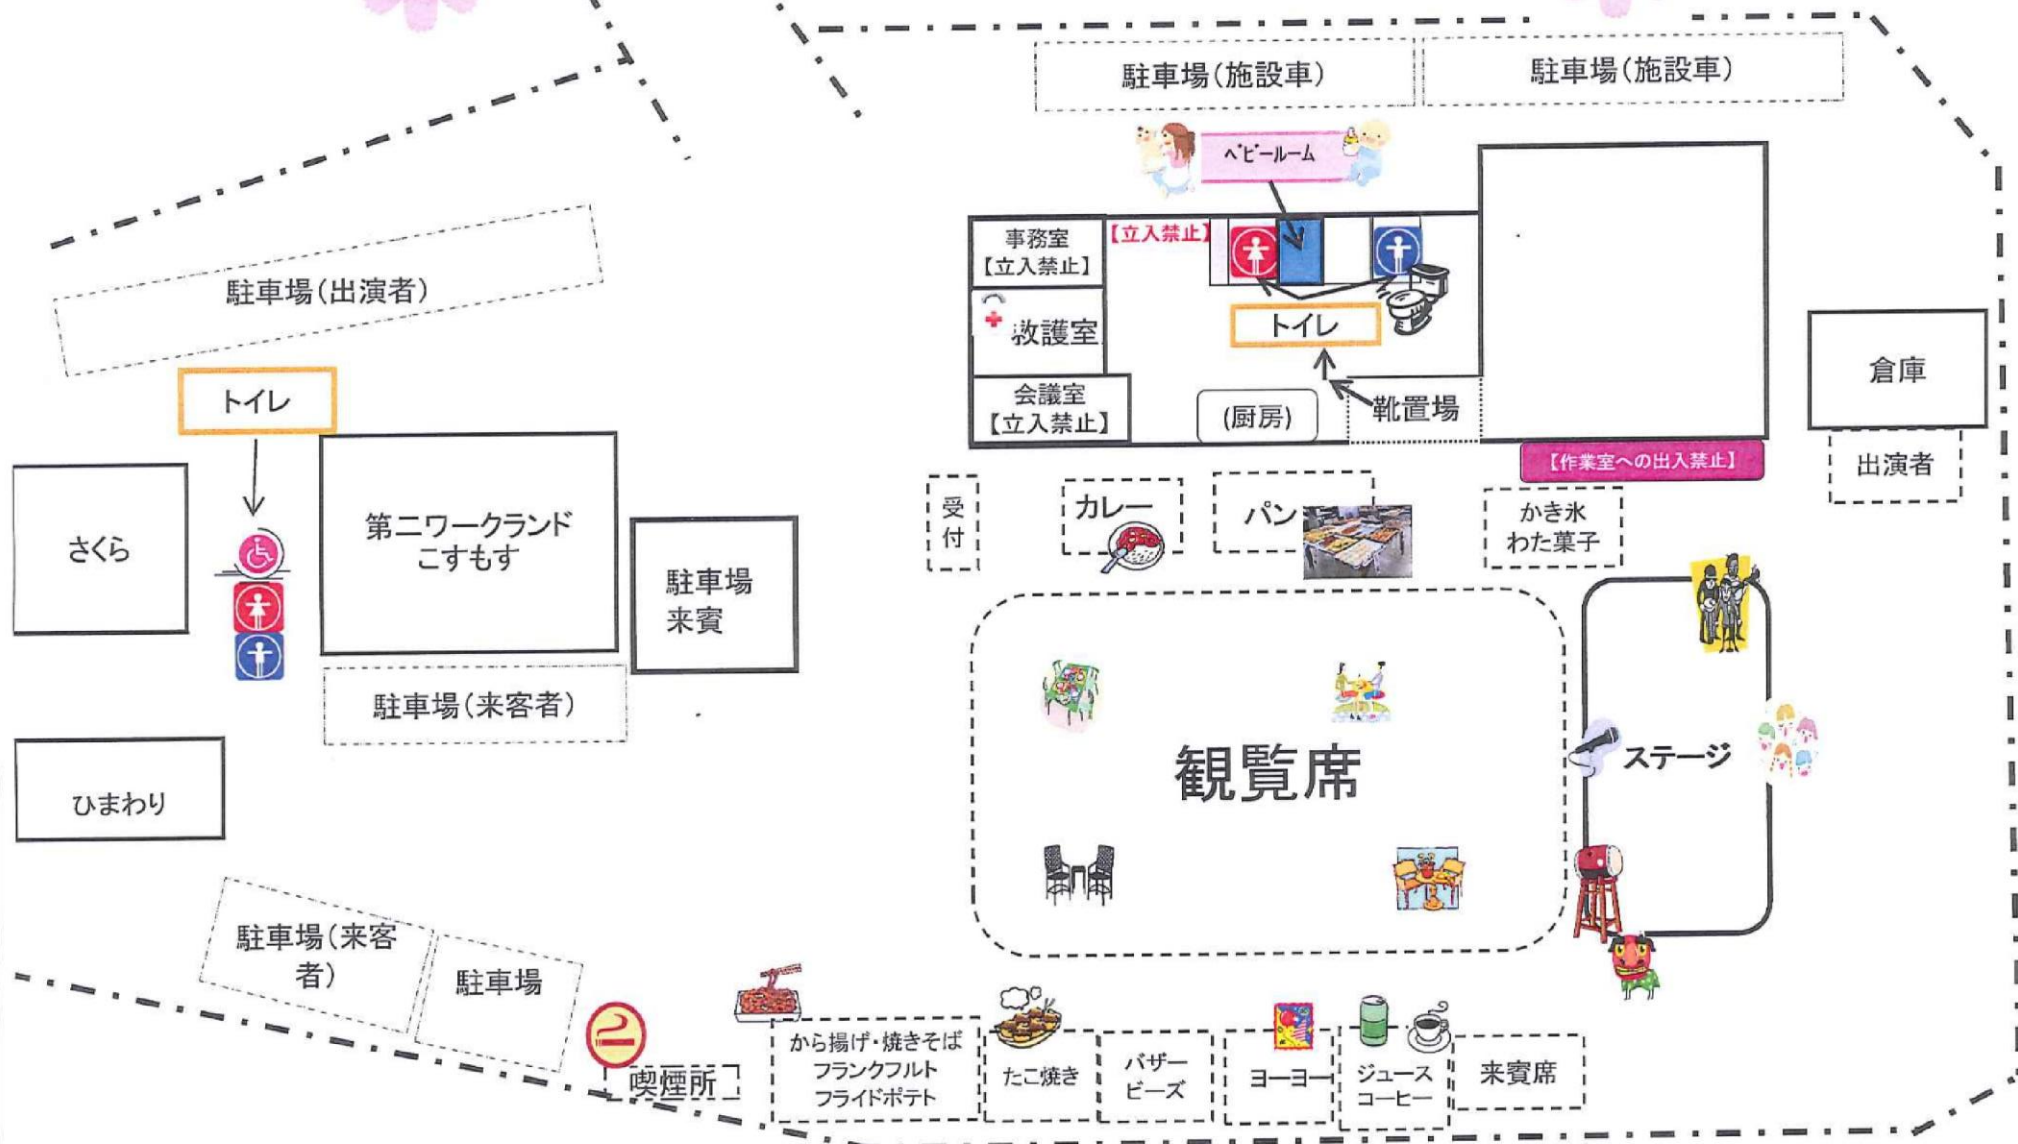 駐車場(施設車)
駐車場(施設車)
ベビールーム
事務室
【立入禁止】
【立入禁止】
救護室
トイレ
会議室
【立入禁止】
(厨房)
靴置場
倉庫
出演者
【作業室への出入禁止】
駐車場(出演者)
トイレ
さくら
第二ワークランド
こすもす
駐車場
来賓
駐車場(来客者)
ひまわり
受付
カレー
パン
かき氷
わた菓子
観覧席
ステージ
駐車場(来客
者)
駐車場
喫煙所
から揚げ・焼きそば
フランクフルト
フライドポテト
たこ焼き
バザー
ビーズ
ヨーヨー
ジュース
コーヒー
来賓席